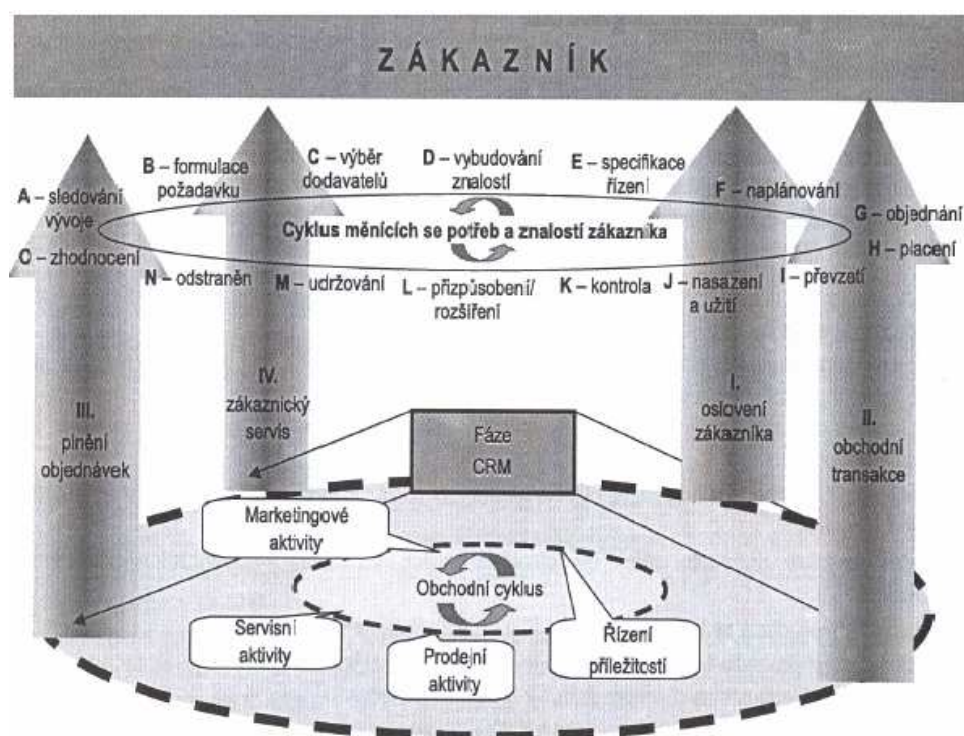 ZÁKAZNÍK
A – sledování
vývoje
B – formulace
požadavku
C – výběr
dodavatelů
D – vybudování
znalostí
E – specifikace
řízení
F – naplánování
G – objednání
H – placení
Cyklus měnících se potřeb a znalostí zákazníka
O – zhodnocení
N – odstraněn
M – udržování
L – přizpůsobení/
rozšíření
K – kontrola
J – nasazení
a užití
I – převzetí
III.
plnění
objednávek
IV.
zákaznický
servis
Fáze
CRM
I.
oslovení
zákazníka
II.
obchodní
transakce
Marketingové
aktivity
Obchodní cyklus
Servisní
aktivity
Prodejní
aktivity
Řízení
příležitostí